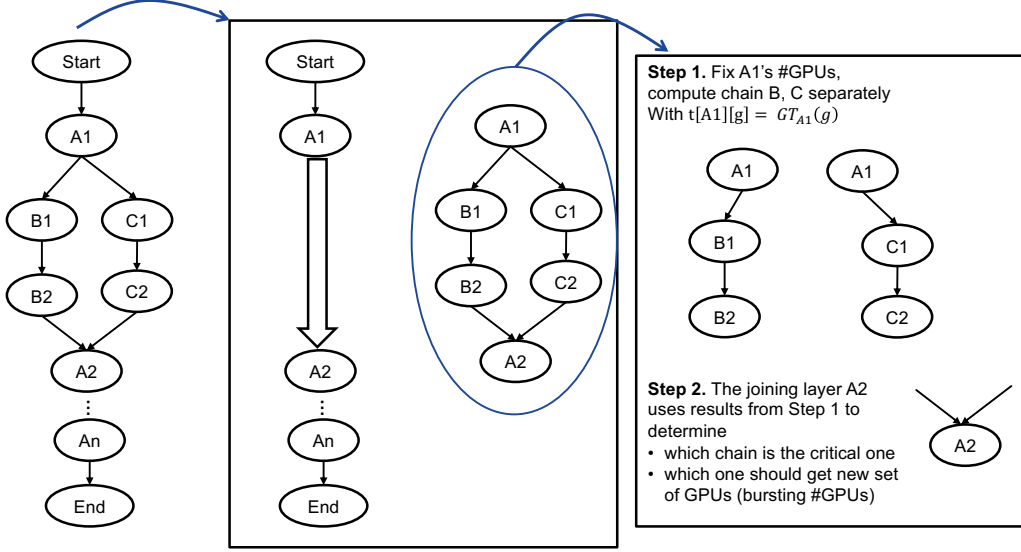 Start
A1
B1
C1
B2
C2
A2
An
End
Start
A1
A2
An
End
A1
B1
C1
B2
C2
A2
Step 1. Fix A1's #GPUs,
compute chain B, C separately
With t[A1][g] = GT_{A1}(g)
A1
B1
B2
A1
C1
C2
Step 2. The joining layer A2
uses results from Step 1 to
determine
• which chain is the critical one
• which one should get new set
of GPUs (bursting #GPUs)
A2